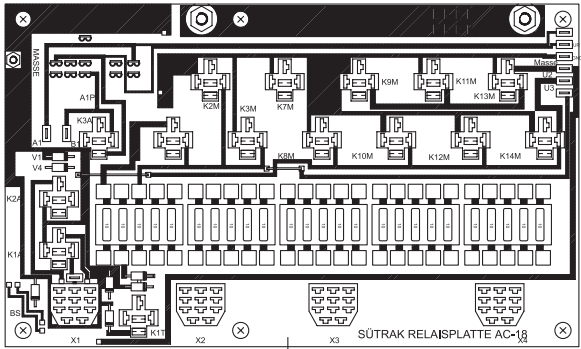 MASSE
A1P
K3A
A1
B1
V1
V4
K2A
K1A
BS
K2M
K3M
K7M
K9M
K11M
K13M
Masse
U2
U3
K8M
K10M
K12M
K14M
K1T
X1
X2
X3
X4
SÜTRAK RELAISPLATTE AC-18